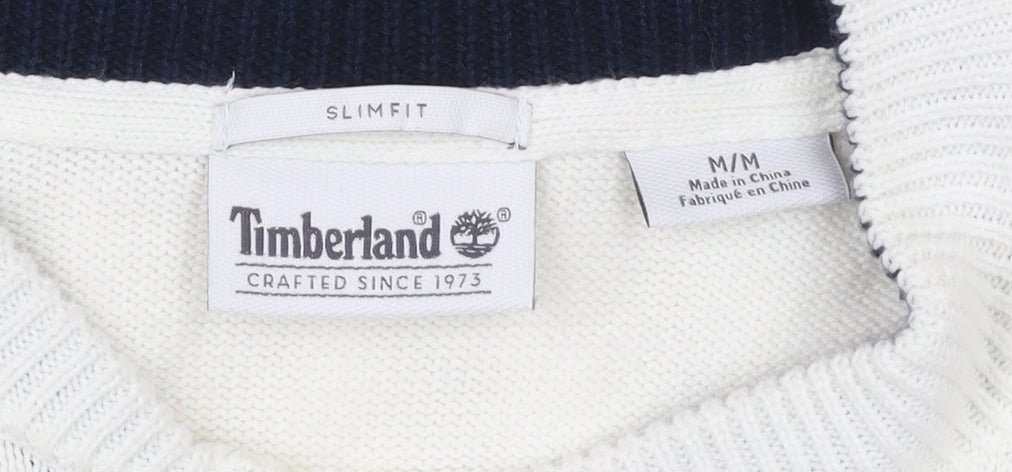 SLIMFIT
Timberland® ®
CRAFTED SINCE 1973
M/M
Made in China
Fabriqué en Chine